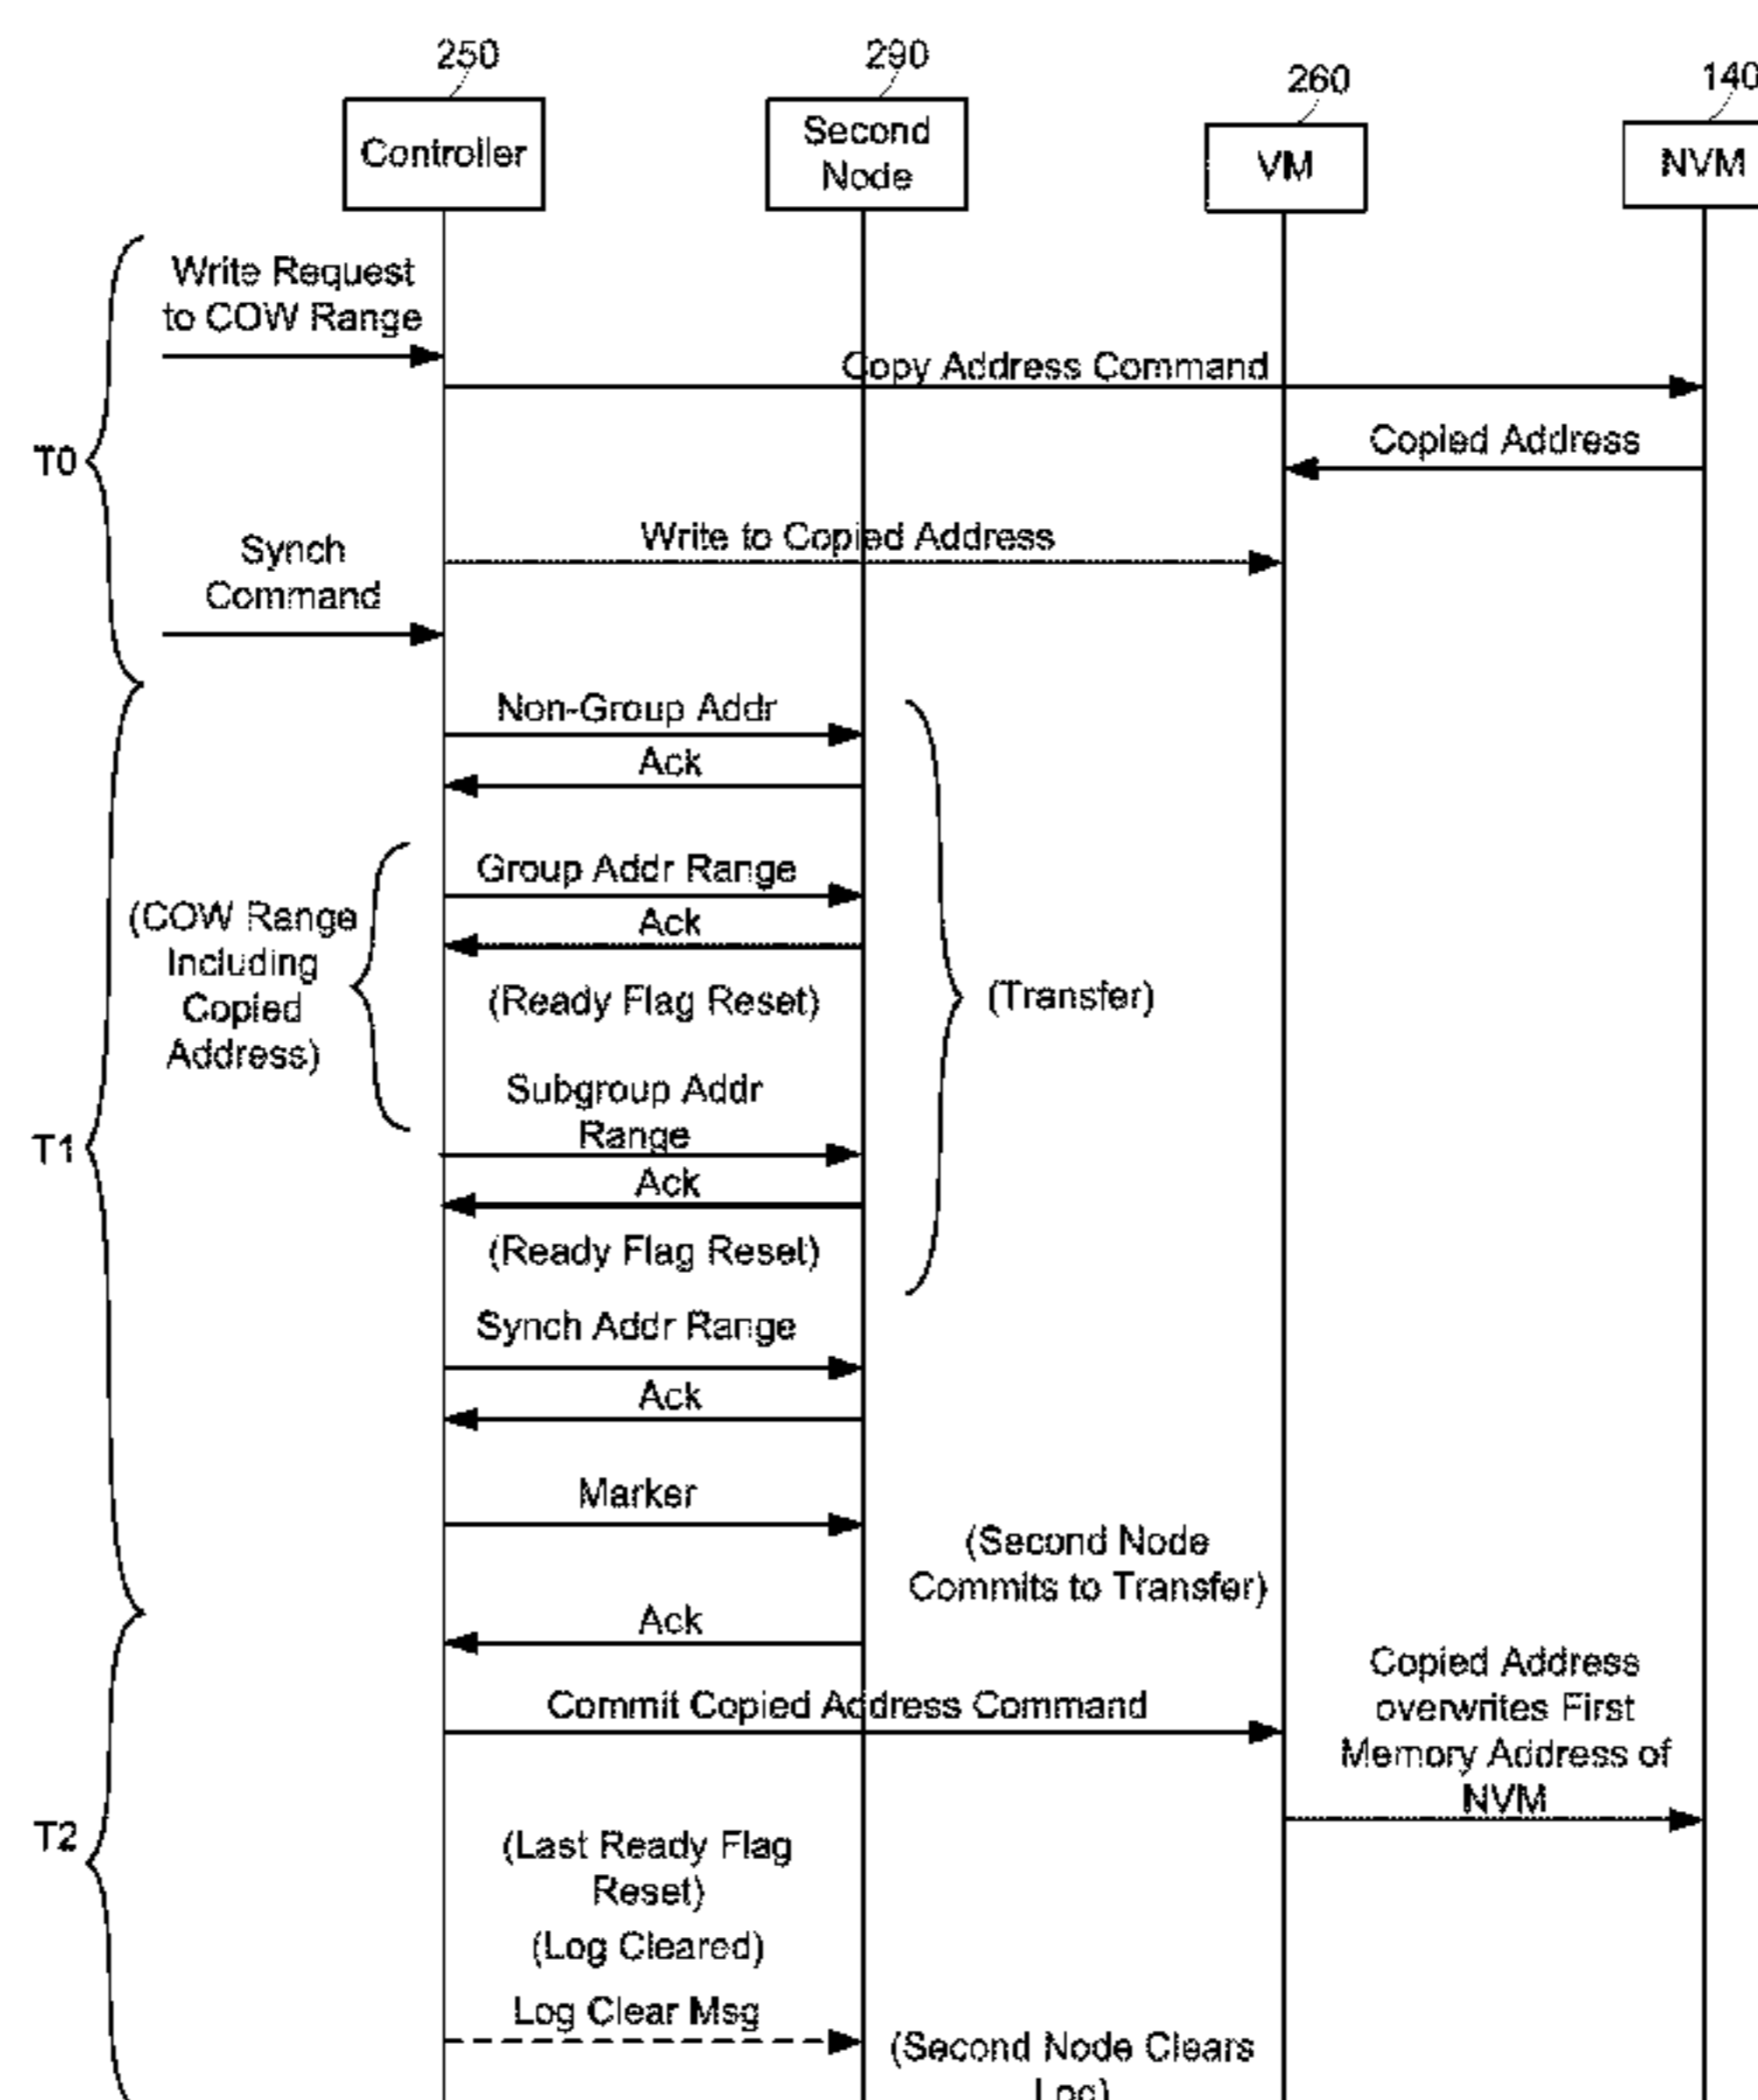 250
290
260
140
Controller
Second
Node
VM
NVM
Write Request
to COW Range
Copy Address Command
Copied Address
T0
Write to Copied Address
Synch
Command
Non-Group Addr
Ack
Group Addr Range
Ack
(COW Range
Including
Copied
Address)
(Ready Flag Reset)
(Transfer)
Subgroup Addr
Range
T1
Ack
(Ready Flag Reset)
Synch Addr Range
Ack
Marker
(Second Node
Commits to Transfer)
Ack
Copied Address
overwrites First
Memory Address of
NVM
Commit Copied Address Command
T2
(Last Ready Flag
Reset)
(Log Cleared)
Log Clear Msg
(Second Node Clears
Log)